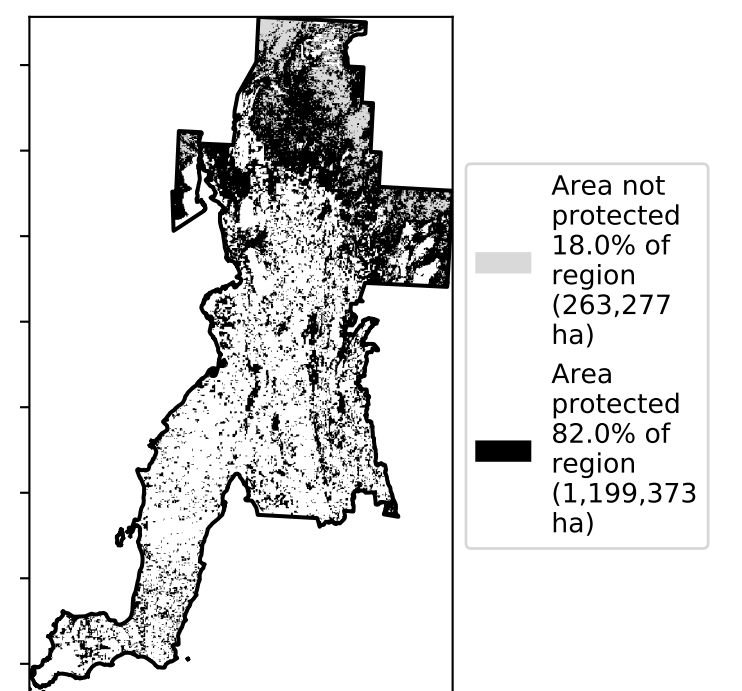 Area not
protected
18.0% of
region
(263,277
ha)
Area
protected
82.0% of
region
(1,199,373
ha)